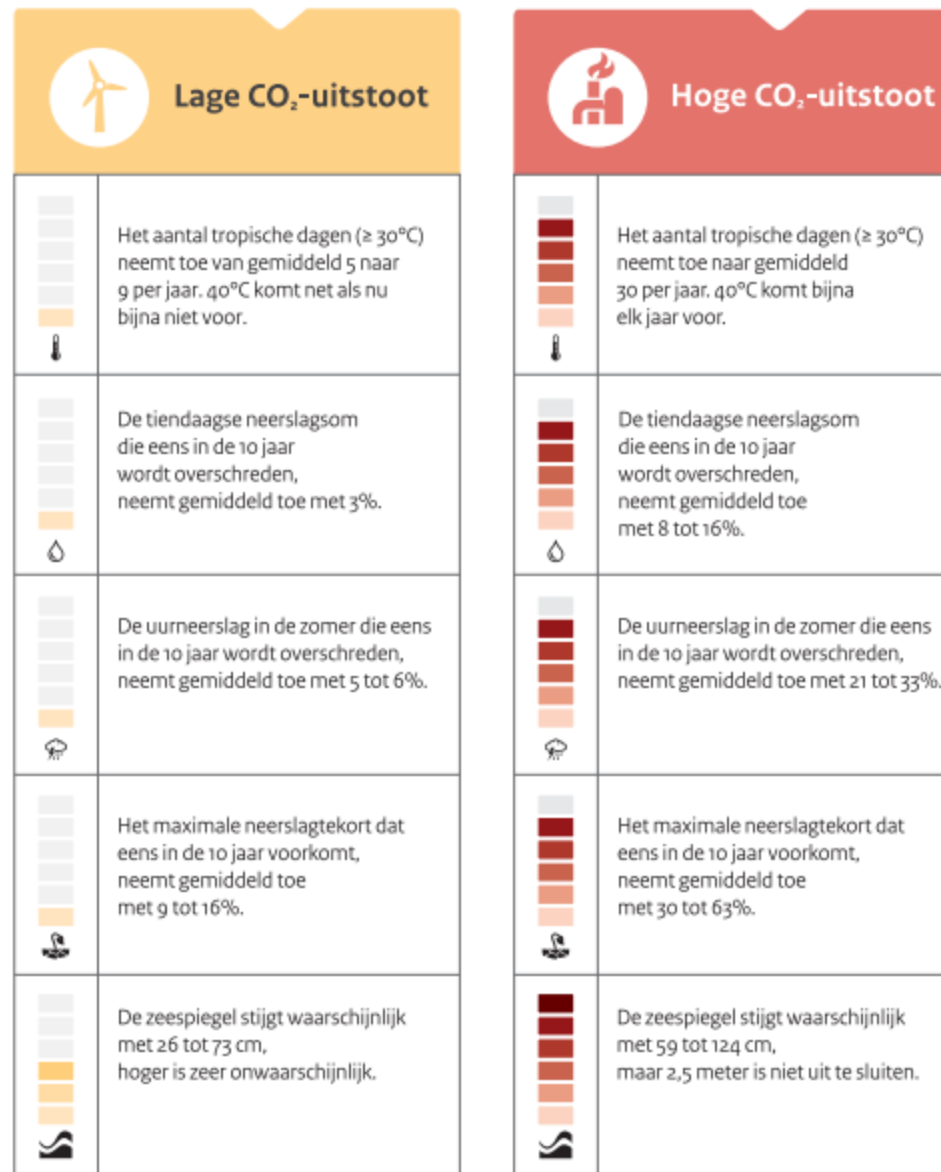 Lage CO₂-uitstoot
Het aantal tropische dagen (≥ 30°C)
neemt toe van gemiddeld 5 naar
9 per jaar. 40°C komt net als nu
bijna niet voor.
De tiendaagse neerslagsom
die eens in de 10 jaar
wordt overschreden,
neemt gemiddeld toe met 3%.
De uurneerslag in de zomer die eens
in de 10 jaar wordt overschreden,
neemt gemiddeld toe met 5 tot 6%.
Het maximale neerslagtekort dat
eens in de 10 jaar voorkomt,
neemt gemiddeld toe
met 9 tot 16%.
De zeespiegel stijgt waarschijnlijk
met 26 tot 73 cm,
hoger is zeer onwaarschijnlijk.
Hoge CO₂-uitstoot
Het aantal tropische dagen (≥ 30°C)
neemt toe naar gemiddeld
30 per jaar. 40°C komt bijna
elk jaar voor.
De tiendaagse neerslagsom
die eens in de 10 jaar
wordt overschreden,
neemt gemiddeld toe
met 8 tot 16%.
De uurneerslag in de zomer die eens
in de 10 jaar wordt overschreden,
neemt gemiddeld toe met 21 tot 33%.
Het maximale neerslagtekort dat
eens in de 10 jaar voorkomt,
neemt gemiddeld toe
met 30 tot 63%.
De zeespiegel stijgt waarschijnlijk
met 59 tot 124 cm,
maar 2,5 meter is niet uit te sluiten.